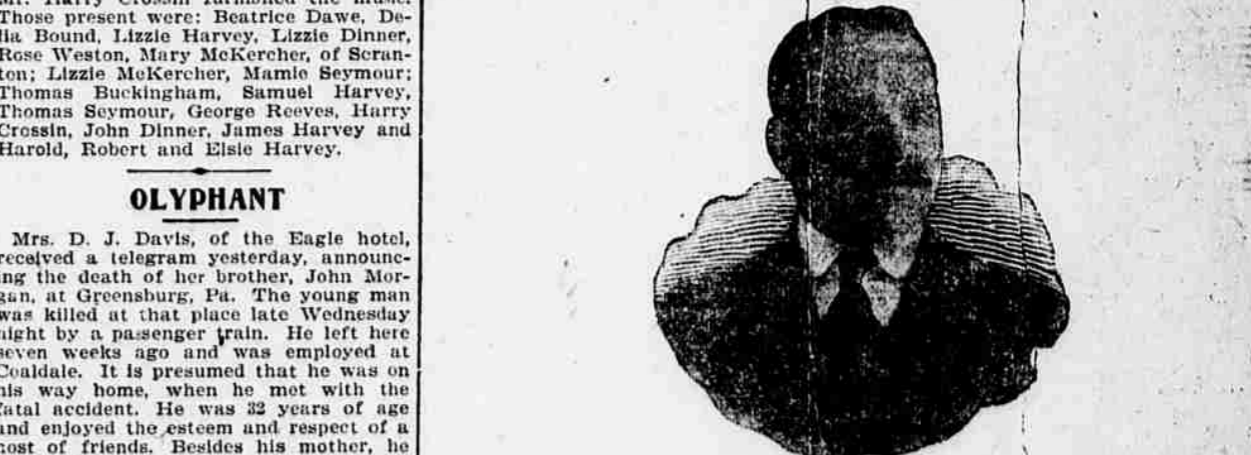 Mr. Harry Crossin furnished the music.
Those present were: Beatrice Dawe, De-
lia Bound, Lizzie Harvey, Lizzie Dinner,
Rose Weston, Mary McKercher, of Scran-
ton; Lizzie McKercher, Mamie Seymour;
Thomas Buckingham, Samuel Harvey,
Thomas Seymour, George Reeves, Harry
Crossin, John Dinner, James Harvey and
Harold, Robert and Elsie Harvey.
OLYPHANT
Mrs. D. J. Davis, of the Eagle hotel,
received a telegram yesterday, announc-
ing the death of her brother, John Mor-
gan, at Greensburg, Pa. The young man
was killed at that place late Wednesday
night by a passenger train. He left here
seven weeks ago and was employed at
Coaldale. It is presumed that he was on
his way home, when he met with the
fatal accident. He was 32 years of age
and enjoyed the esteem and respect of a
host of friends. Besides his mother, he